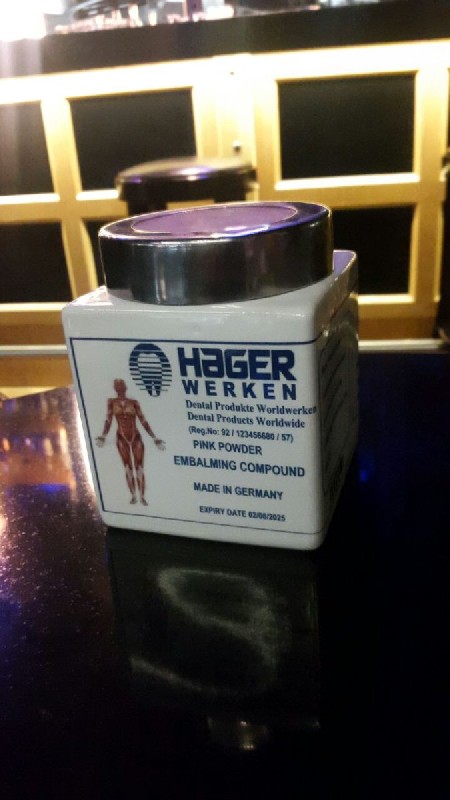 HAGER
WERKEN
Dental Produkte Worldwerken
Dental Products Worldwide
(Reg.No: 92 / 123456680 / 57)
PINK POWDER
EMBALMING COMPOUND
MADE IN GERMANY
EXPIRY DATE 02/08/2025